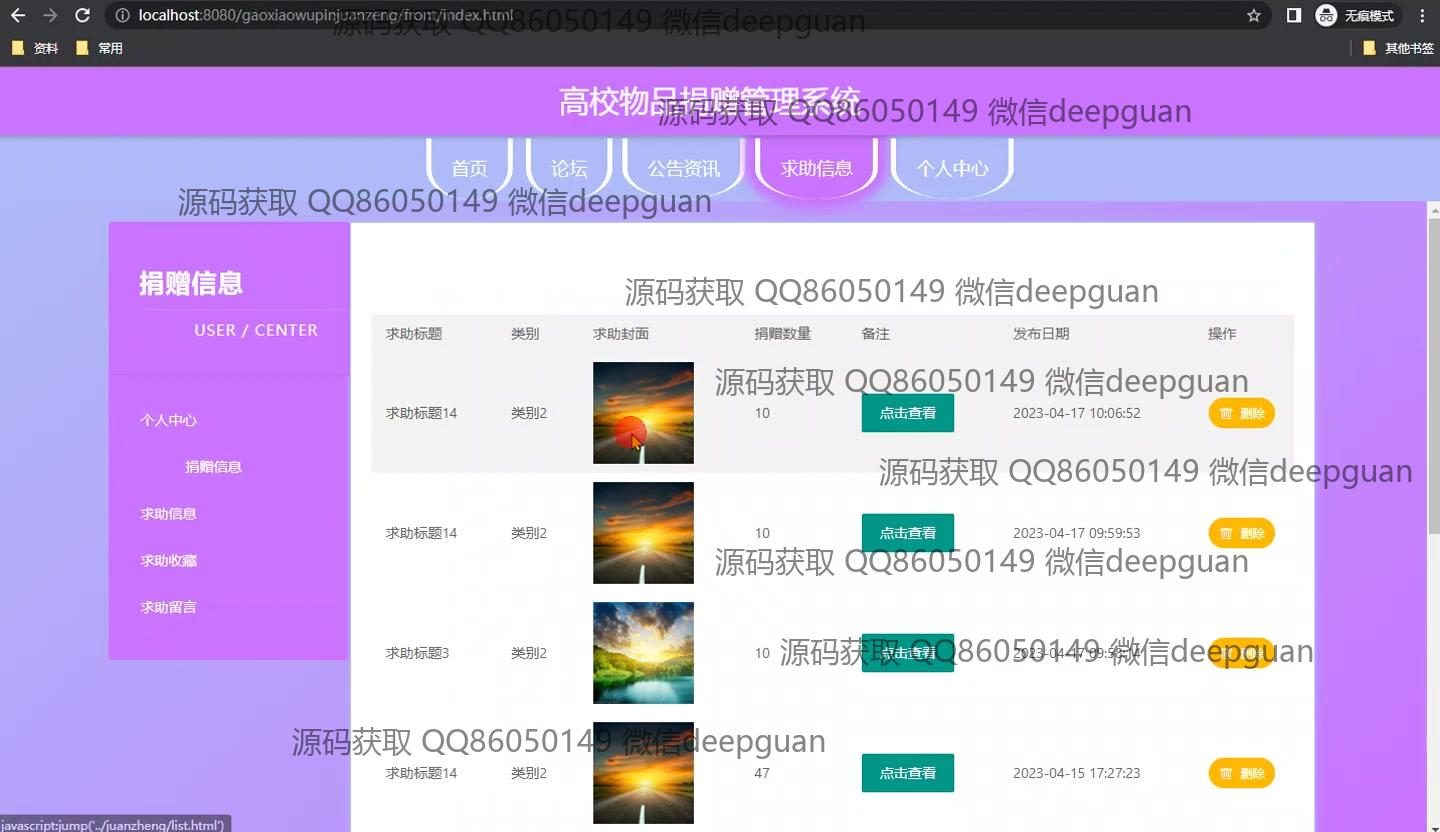 localhost:8080/gaoxiaowupinjuanzeng/front/index.html
无痕模式
资料
常用
其他书签
源码获取 QQ86050149 微信deepguan
高校物品捐赠管理系统
源码获取 QQ86050149 微信deepguan
首页
论坛
公告资讯
求助信息
个人中心
源码获取 QQ86050149 微信deepguan
捐赠信息
USER / CENTER
个人中心
捐赠信息
求助信息
求助收藏
求助留言
源码获取 QQ86050149 微信deepguan
求助标题 类别 求助封面 捐赠数量 备注 发布日期 操作
源码获取 QQ86050149 微信deepguan
求助标题14 类别2 10 点击查看 2023-04-17 10:06:52 删除
源码获取 QQ86050149 微信deepguan
求助标题14 类别2 10 点击查看 2023-04-17 09:59:53 删除
源码获取 QQ86050149 微信deepguan
求助标题3 类别2 10 点击查看 删除
源码获取 QQ86050149 微信deepguan
源码获取 QQ86050149 微信deepguan
求助标题14 类别2 47 点击查看 2023-04-15 17:27:23 删除
javascript:jump('../juanzheng/list.html')